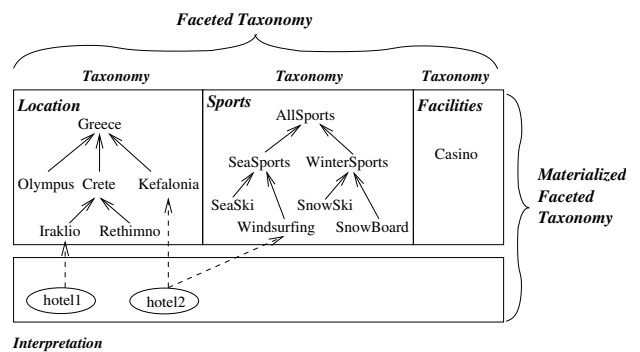 Faceted Taxonomy
Taxonomy Taxonomy Taxonomy
Location Sports Facilities
Greece AllSports
Casino
SeaSports WinterSports
Olympus Crete Kefalonia
SeaSki SnowSki
Iraklio Rethimno Windsurfing SnowBoard
Materialized
Faceted
Taxonomy
hotel1 hotel2
Interpretation